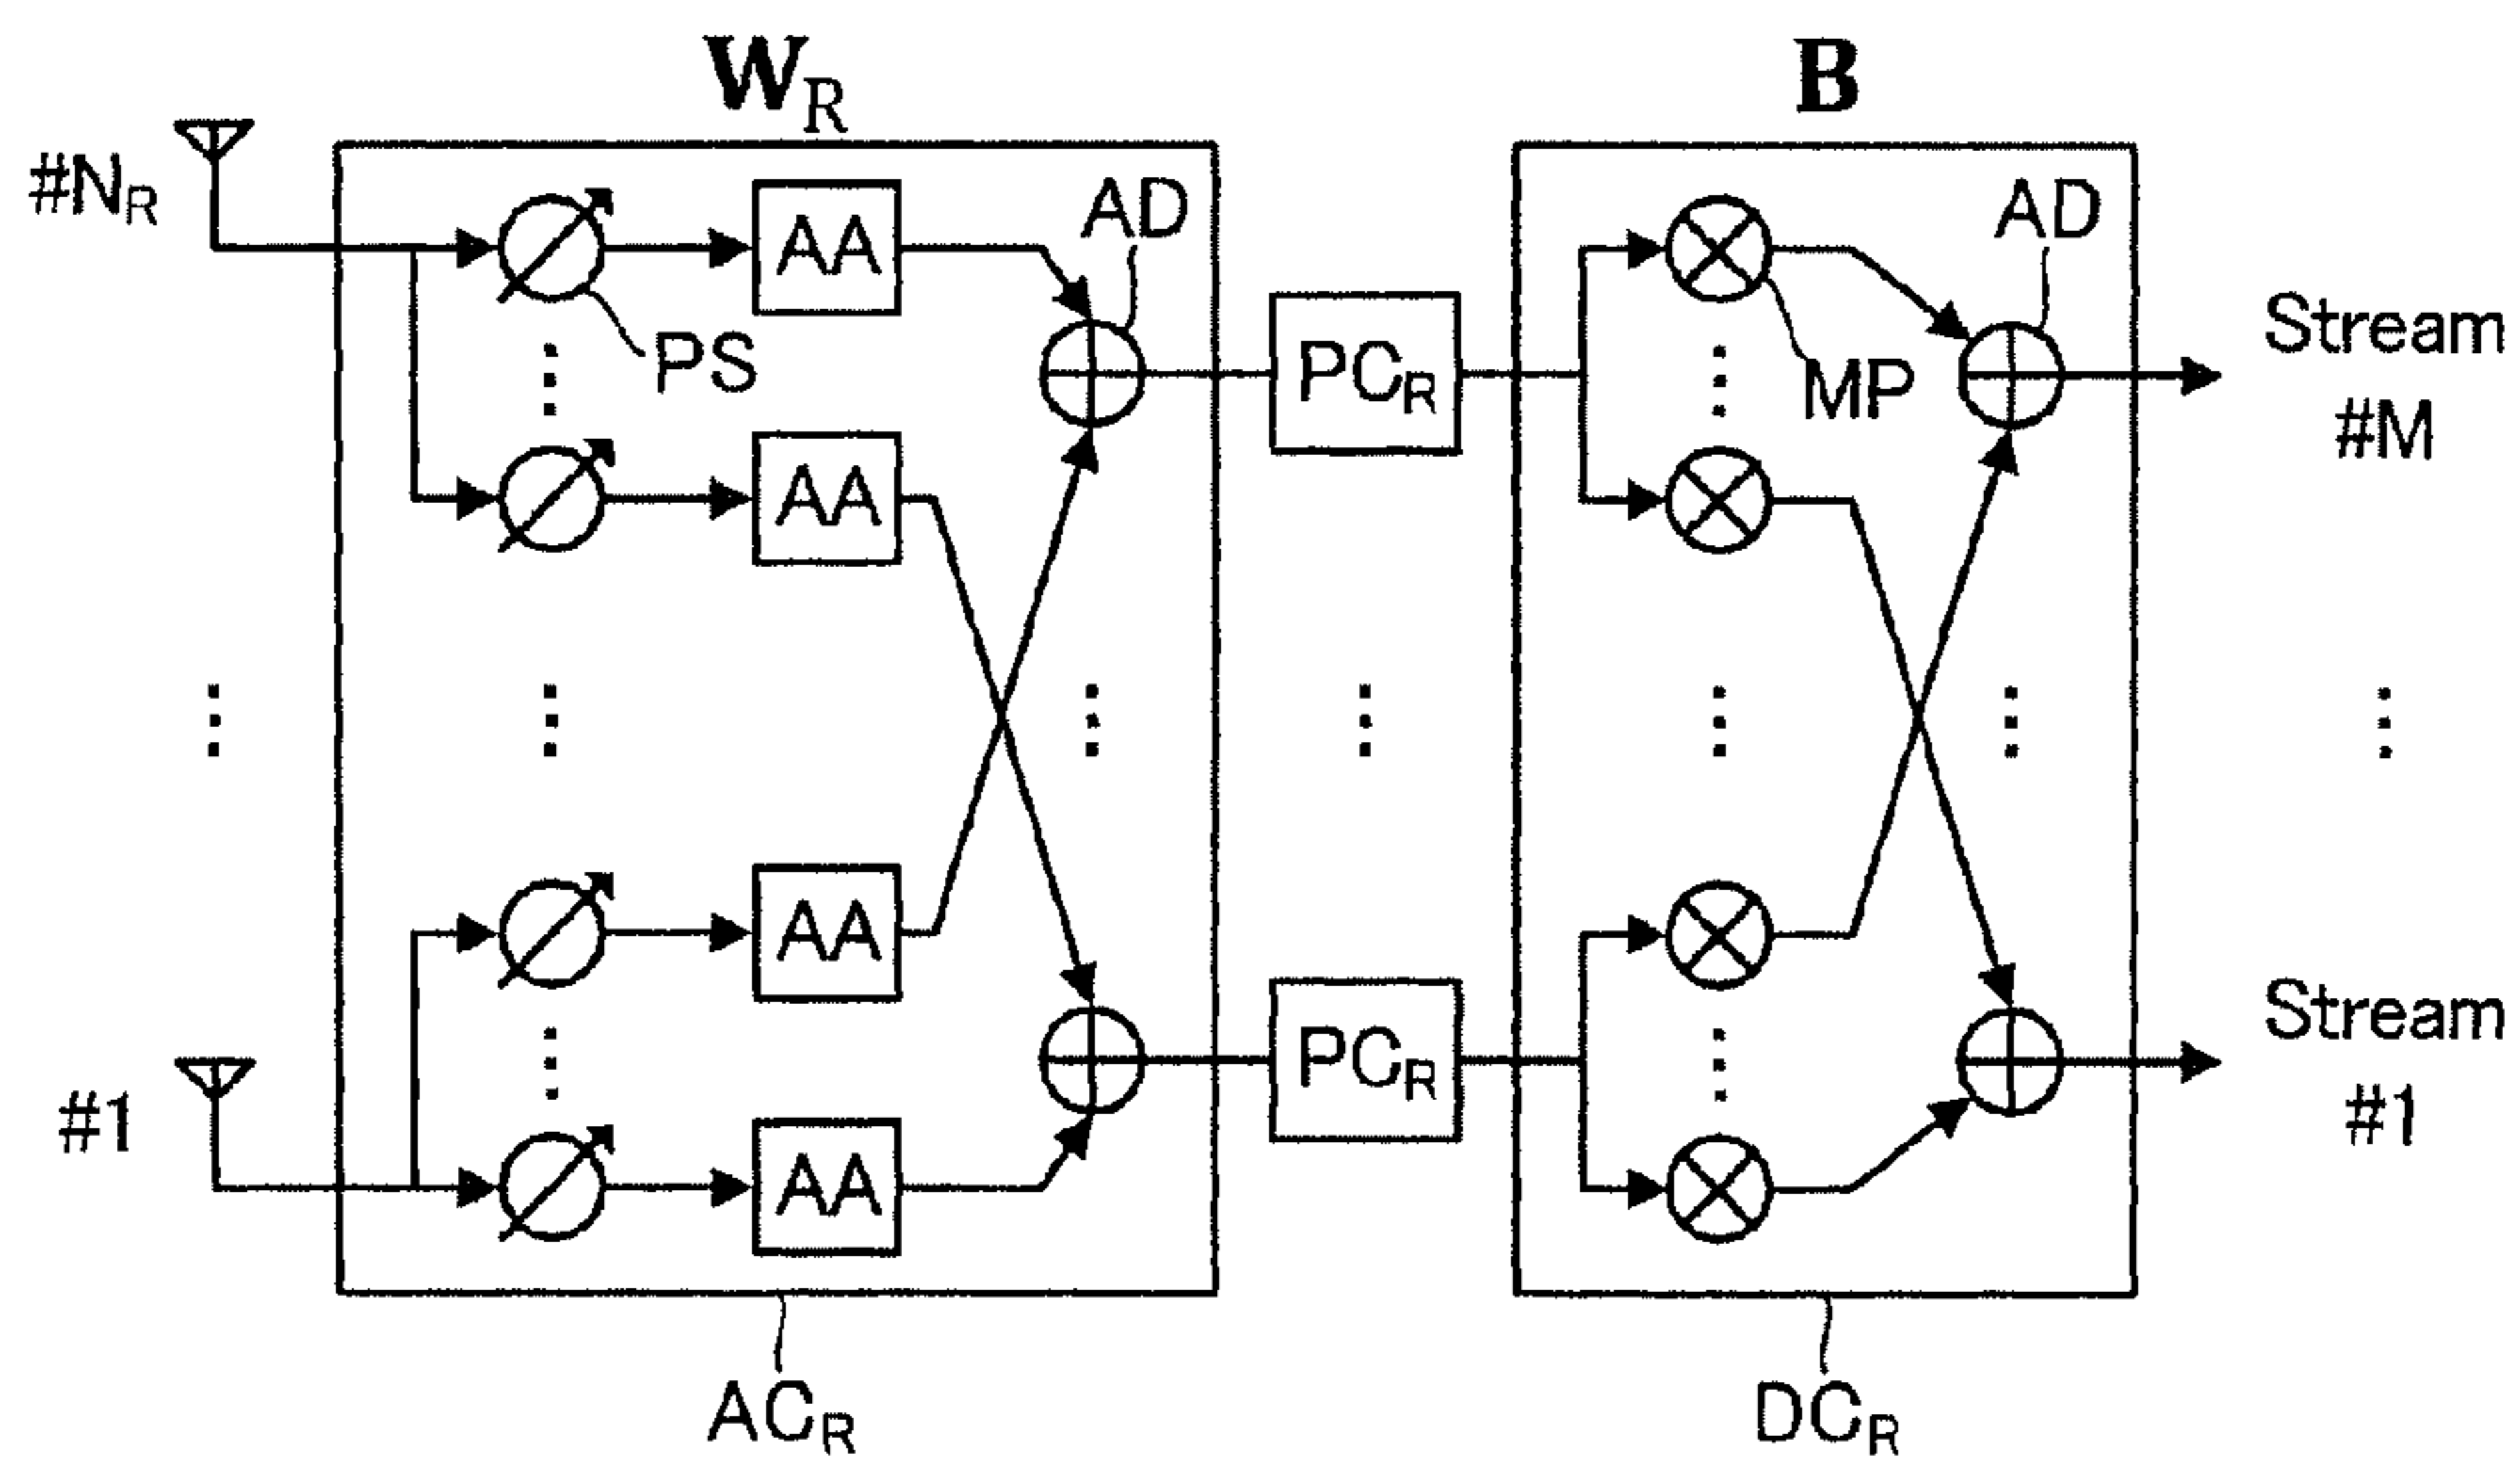 W_R
B
#N_R
AA
AD
AD
PS
PC_R
MP
Stream
#M
AA
AA
#1
PC_R
Stream
#1
AA
AC_R
DC_R